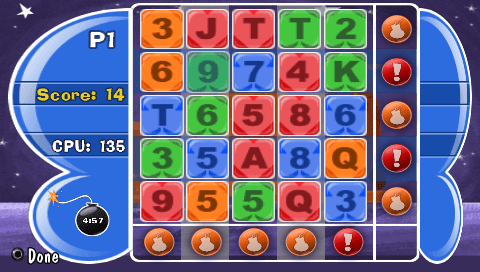 P1
Score: 14
CPU: 135
4:57
Done
3 J T T 2
6 9 7 4 K
T 6 5 8 6
3 5 A 8 Q
9 5 5 Q 3
!
!
!